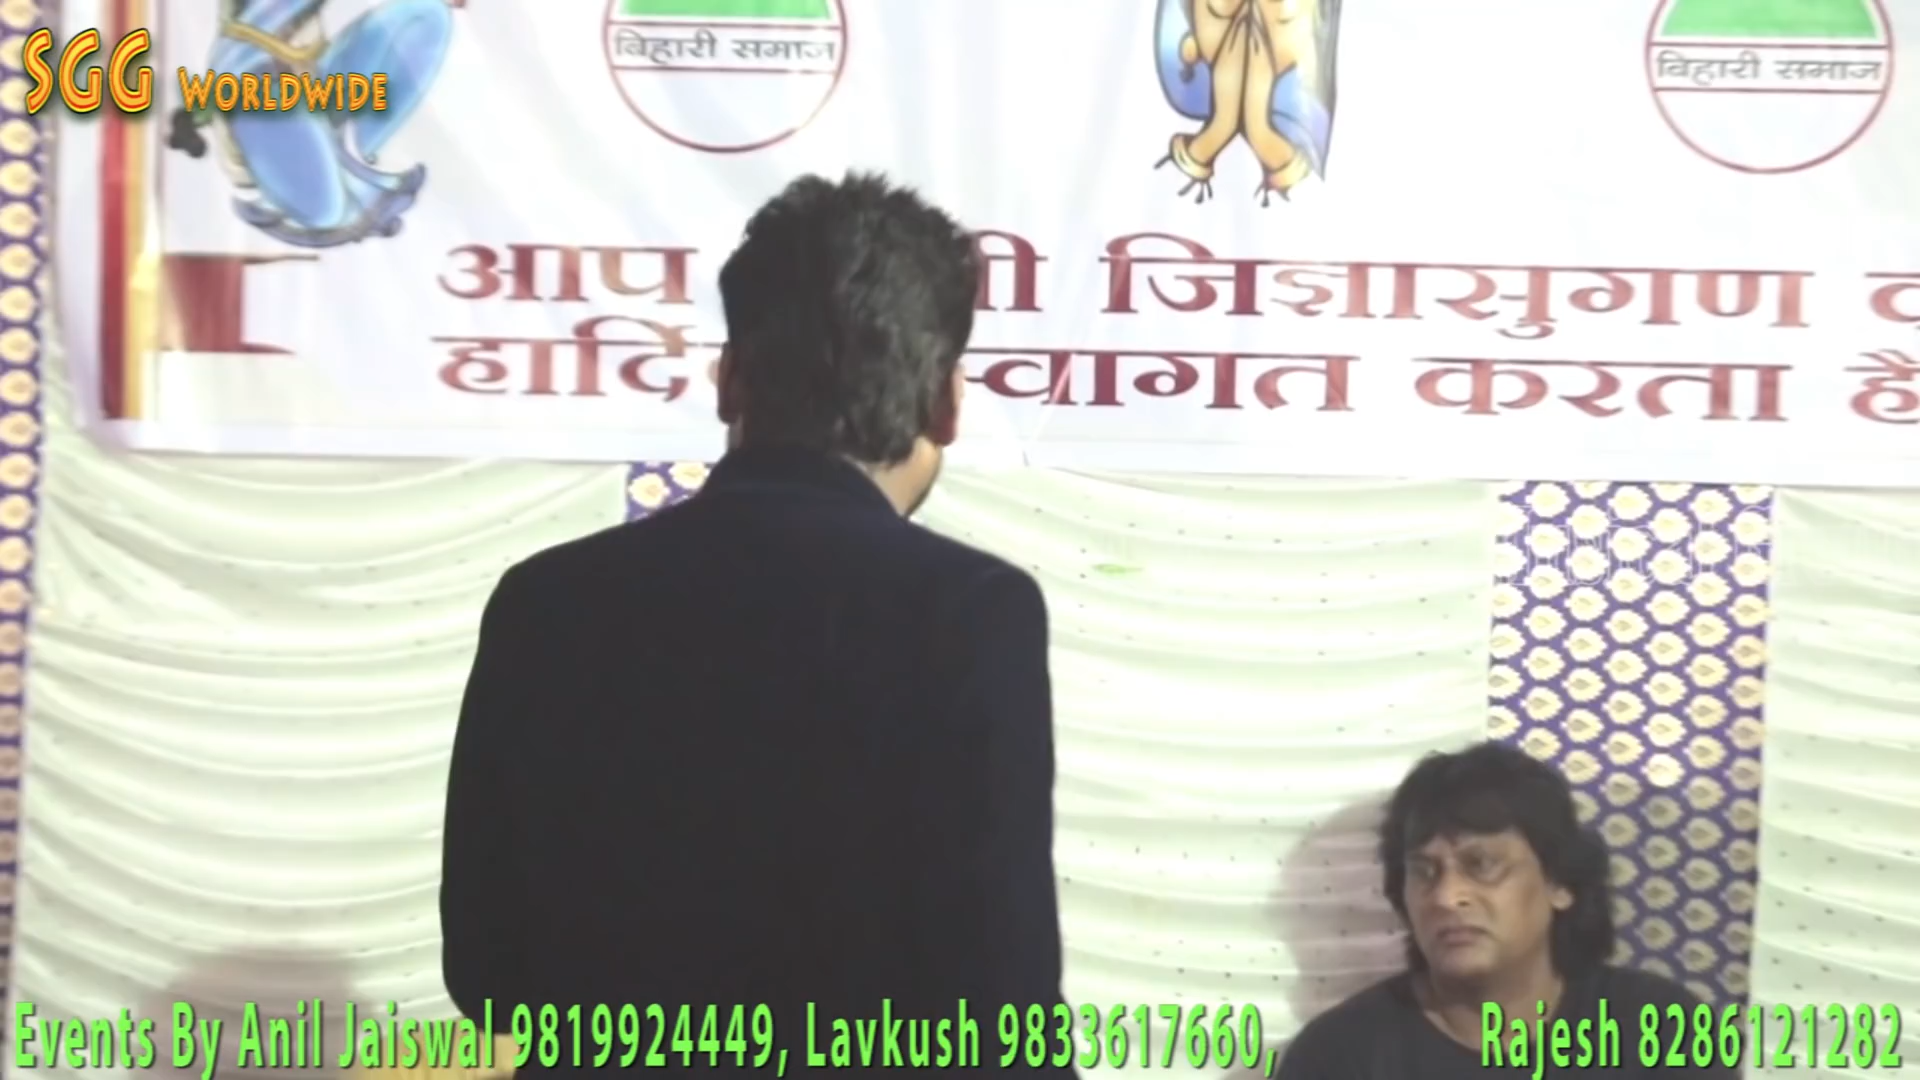 SGG WORLDWIDE
बिहारी समाज
बिहारी समाज
आप जिज्ञासुगण
स्वागत करता है
Events By Anil Jaiswal 9819924449, Lavkush 9833617660, Rajesh 8286121282